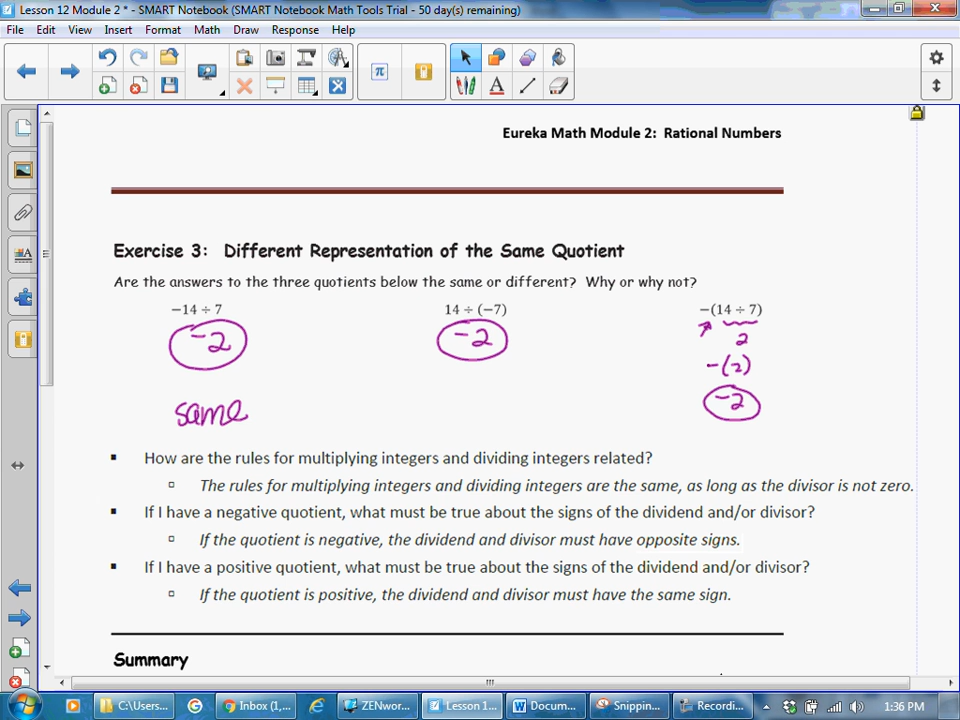 Lesson 12 Module 2 * - SMART Notebook (SMART Notebook Math Tools Trial - 50 day(s) remaining)
File Edit View Insert Format Math Draw Response Help
Eureka Math Module 2: Rational Numbers
Exercise 3: Different Representation of the Same Quotient
Are the answers to the three quotients below the same or different? Why or why not?
−14 ÷ 7 14 ÷ (−7) −(14 ÷ 7)
-2 -2 2
-(2)
-2
same
▪ How are the rules for multiplying integers and dividing integers related?
▫ The rules for multiplying integers and dividing integers are the same, as long as the divisor is not zero.
▪ If I have a negative quotient, what must be true about the signs of the dividend and/or divisor?
▫ If the quotient is negative, the dividend and divisor must have opposite signs.
▪ If I have a positive quotient, what must be true about the signs of the dividend and/or divisor?
▫ If the quotient is positive, the dividend and divisor must have the same sign.
Summary
C:\Users... Inbox (1,... ZENwor... Lesson 1... Docum... Snippin... Recordi... 1:36 PM